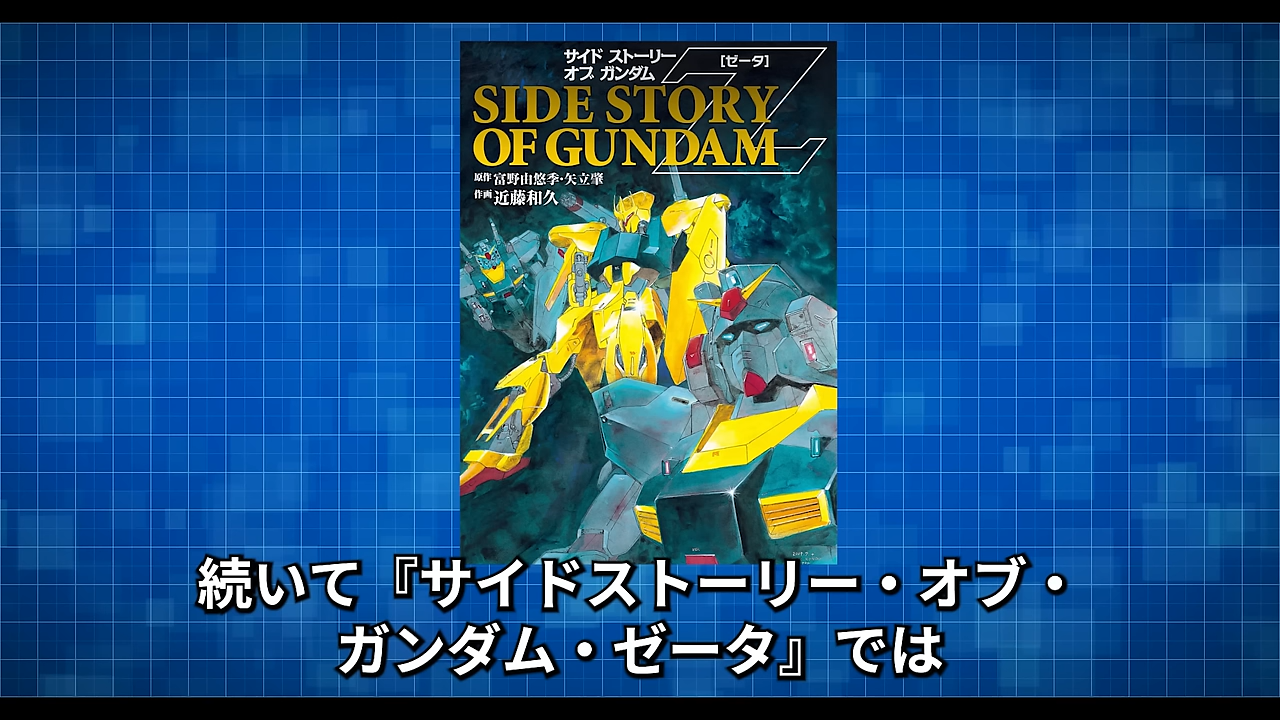 サイド ストーリー
オブ ガンダム
[ゼータ]
Z
SIDE STORY
OF GUNDAM
原作 富野由悠季・矢立肇
作画 近藤和久
続いて『サイドストーリー・オブ・
ガンダム・ゼータ』では